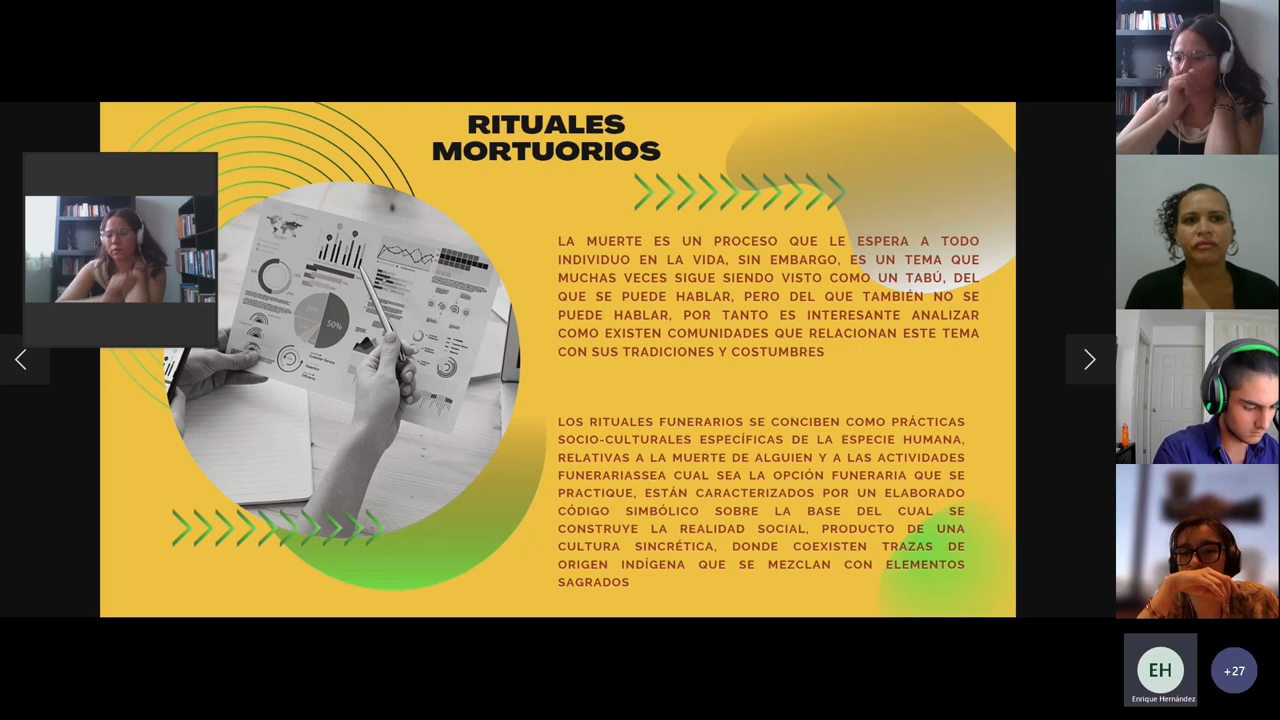 RITUALES
MORTUORIOS
LA MUERTE ES UN PROCESO QUE LE ESPERA A TODO
INDIVIDUO EN LA VIDA, SIN EMBARGO, ES UN TEMA QUE
MUCHAS VECES SIGUE SIENDO VISTO COMO UN TABÚ, DEL
QUE SE PUEDE HABLAR, PERO DEL QUE TAMBIÉN NO SE
PUEDE HABLAR, POR TANTO ES INTERESANTE ANALIZAR
COMO EXISTEN COMUNIDADES QUE RELACIONAN ESTE TEMA
CON SUS TRADICIONES Y COSTUMBRES
LOS RITUALES FUNERARIOS SE CONCIBEN COMO PRÁCTICAS
SOCIO-CULTURALES ESPECÍFICAS DE LA ESPECIE HUMANA,
RELATIVAS A LA MUERTE DE ALGUIEN Y A LAS ACTIVIDADES
FUNERARIASSEA CUAL SEA LA OPCIÓN FUNERARIA QUE SE
PRACTIQUE, ESTÁN CARACTERIZADOS POR UN ELABORADO
CÓDIGO SIMBÓLICO SOBRE LA BASE DEL CUAL SE
CONSTRUYE LA REALIDAD SOCIAL, PRODUCTO DE UNA
CULTURA SINCRÉTICA, DONDE COEXISTEN TRAZAS DE
ORIGEN INDÍGENA QUE SE MEZCLAN CON ELEMENTOS
SAGRADOS
50%
EH
Enrique Hernández
+27